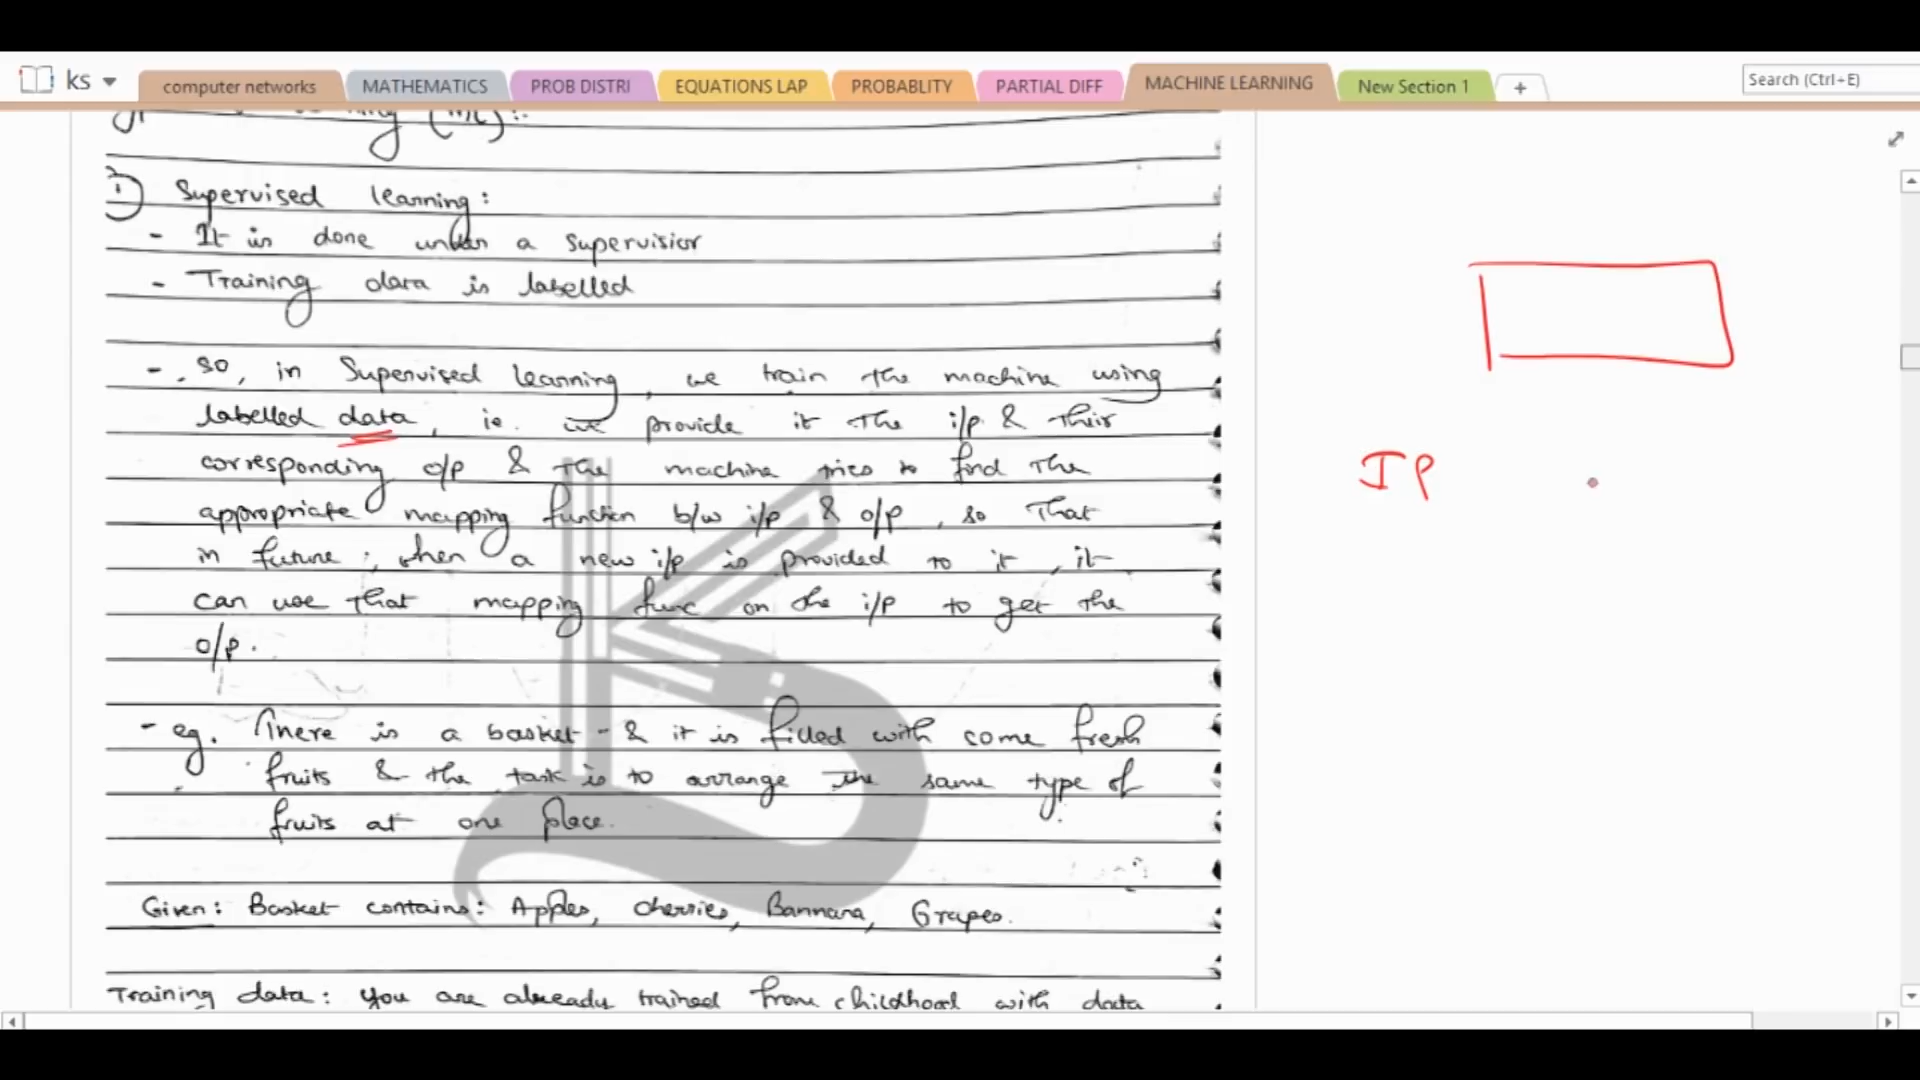 ks
computer networks
MATHEMATICS
PROB DISTRI
EQUATIONS LAP
PROBABLITY
PARTIAL DIFF
MACHINE LEARNING
New Section 1
+
Search (Ctrl+E)
1) Supervised learning:
- It is done under a supervisior
- Training data is labelled
- so, in Supervised learning, we train the machine using
labelled data, ie. we provide it the i/p & their
corresponding o/p & the machine tries to find the
appropriate mapping function b/w i/p & o/p, so that
in future, when a new i/p is provided to it, it
can use that mapping func on the i/p to get the
o/p.
- eg. There is a basket & it is filled with come fresh
fruits & the task is to arrange the same type of
fruits at one place.
Given: Basket contains: Apples, cherries, Bannana, Grapes.
Training data: you are already trained from childhood with data
IP